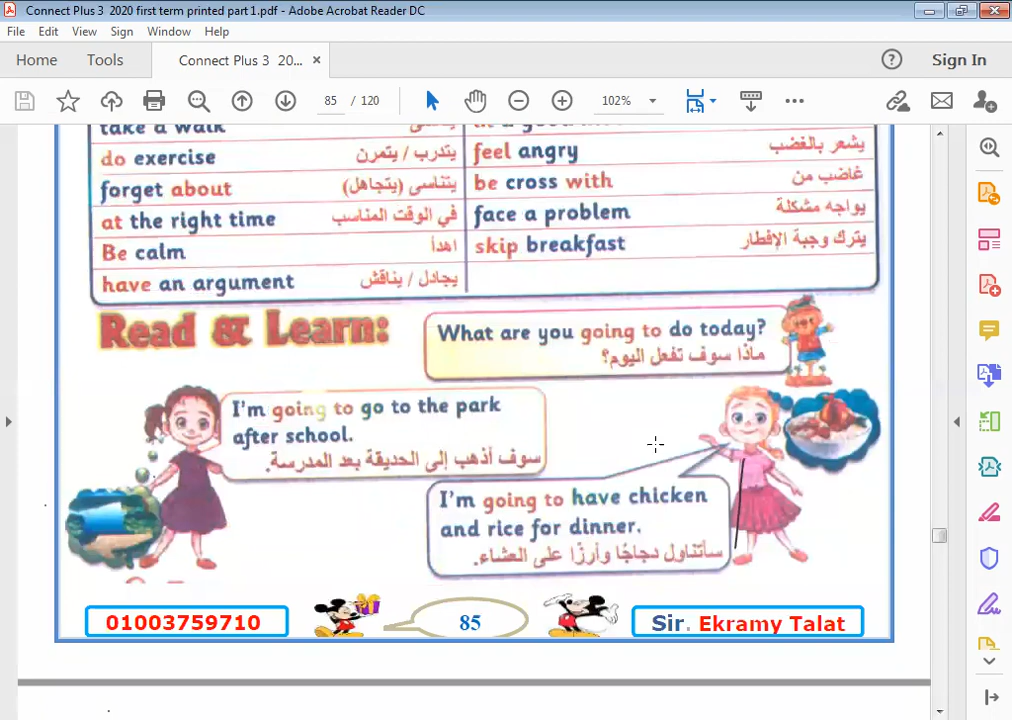 Connect Plus 3 2020 first term printed part 1.pdf - Adobe Acrobat Reader DC
File Edit View Sign Window Help
Home Tools Connect Plus 3 20... × Sign In
85 / 120 102%
take a walk
do exercise يتدرب / يتمرن feel angry يشعر بالغضب
forget about يتناسى (يتجاهل) be cross with غاضب من
at the right time في الوقت المناسب face a problem يواجه مشكلة
Be calm اهدأ skip breakfast يترك وجبة الإفطار
have an argument يجادل / يناقش
Read & Learn:
What are you going to do today?
ماذا سوف تفعل اليوم؟
I'm going to go to the park
after school.
سوف أذهب إلى الحديقة بعد المدرسة.
I'm going to have chicken
and rice for dinner.
سأتناول دجاجًا وأرزًا على العشاء.
01003759710 85 Sir. Ekramy Talat